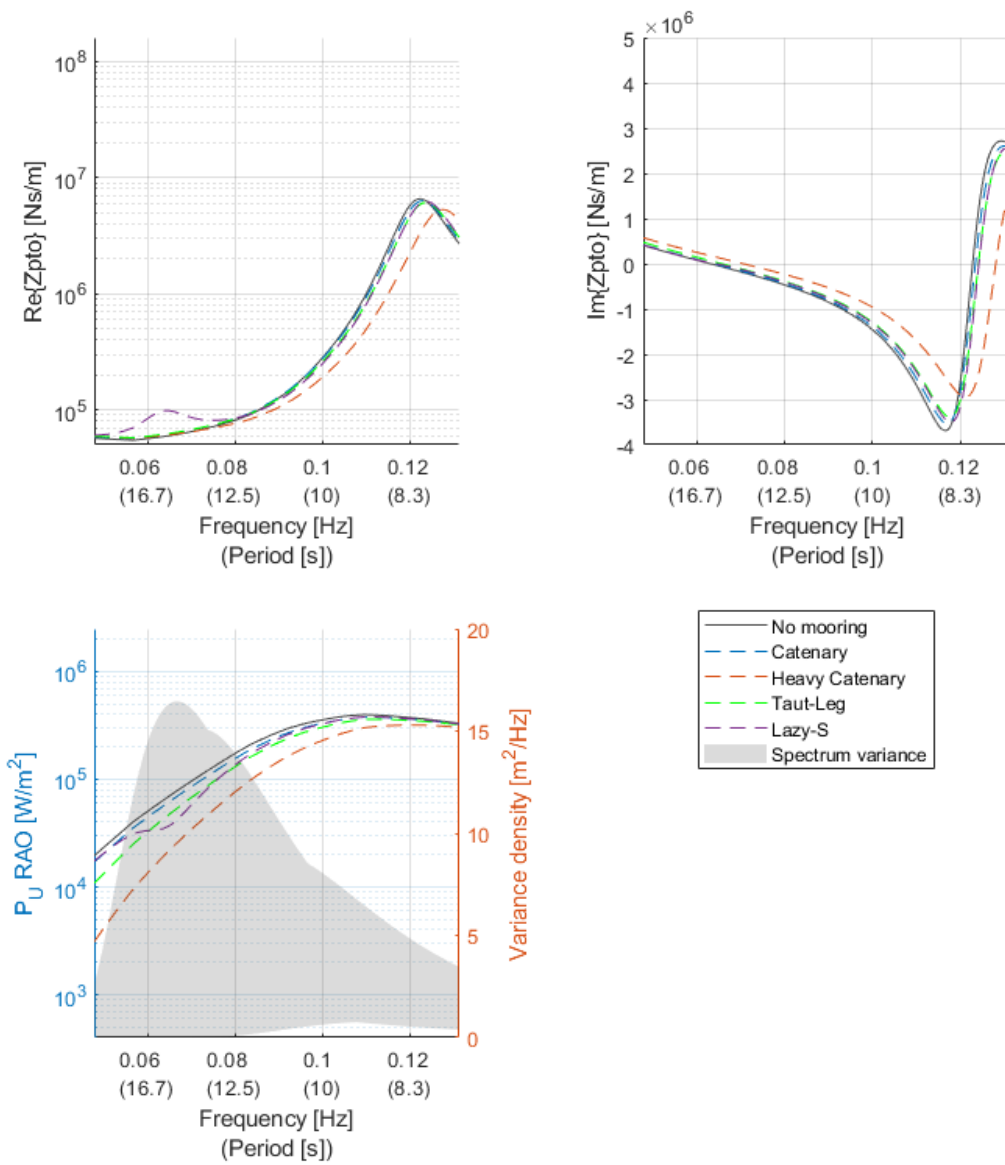 10^8
10^7
10^6
10^5
Re{Zpto} [Ns/m]
0.06 0.08 0.1 0.12
(16.7) (12.5) (10) (8.3)
Frequency [Hz]
(Period [s])
×10^6
5
4
3
2
1
0
-1
-2
-3
-4
Im{Zpto} [Ns/m]
0.06 0.08 0.1 0.12
(16.7) (12.5) (10) (8.3)
Frequency [Hz]
(Period [s])
10^6
10^5
10^4
10^3
P_U RAO [W/m^2]
20
15
10
5
0
Variance density [m^2/Hz]
0.06 0.08 0.1 0.12
(16.7) (12.5) (10) (8.3)
Frequency [Hz]
(Period [s])
No mooring
Catenary
Heavy Catenary
Taut-Leg
Lazy-S
Spectrum variance